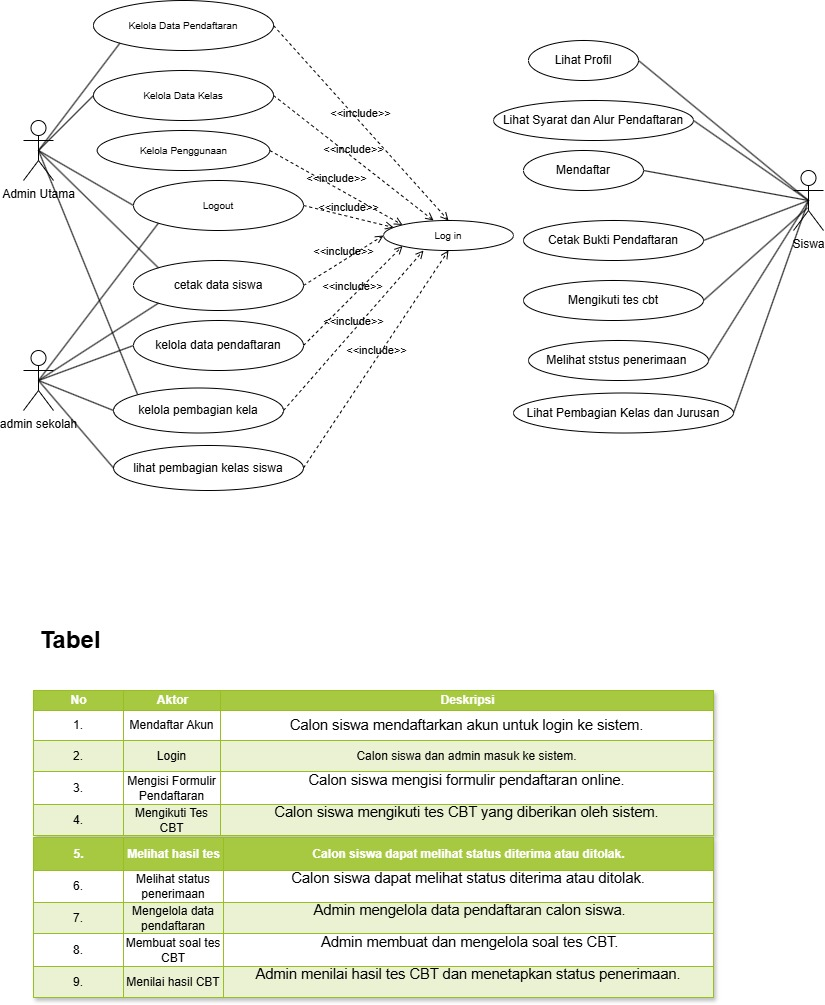 Kelola Data Pendaftaran
Kelola Data Kelas
Kelola Penggunaan
Logout
cetak data siswa
kelola data pendaftaran
kelola pembagian kela
lihat pembagian kelas siswa
Admin Utama
admin sekolah
<<include>>
<<include>>
<<include>>
<<include>>
<<include>>
<<include>>
<<include>>
<<include>>
Log in
Lihat Profil
Lihat Syarat dan Alur Pendaftaran
Mendaftar
Cetak Bukti Pendaftaran
Mengikuti tes cbt
Melihat ststus penerimaan
Lihat Pembagian Kelas dan Jurusan
Siswa
Tabel
No Aktor Deskripsi
1. Mendaftar Akun Calon siswa mendaftarkan akun untuk login ke sistem.
2. Login Calon siswa dan admin masuk ke sistem.
3. Mengisi Formulir Pendaftaran Calon siswa mengisi formulir pendaftaran online.
4. Mengikuti Tes CBT Calon siswa mengikuti tes CBT yang diberikan oleh sistem.
5. Melihat hasil tes Calon siswa dapat melihat status diterima atau ditolak.
6. Melihat status penerimaan Calon siswa dapat melihat status diterima atau ditolak.
7. Mengelola data pendaftaran Admin mengelola data pendaftaran calon siswa.
8. Membuat soal tes CBT Admin membuat dan mengelola soal tes CBT.
9. Menilai hasil CBT Admin menilai hasil tes CBT dan menetapkan status penerimaan.